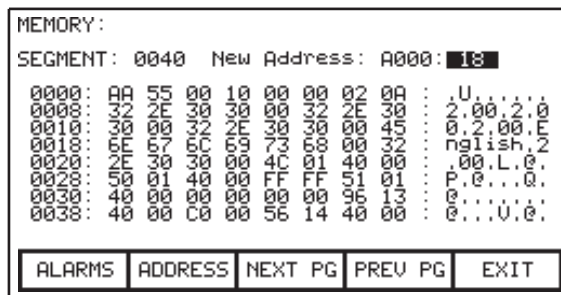 MEMORY:
SEGMENT: 0040 New Address: A000: 18
0000: AA 55 00 10 00 00 02 0A : .U......
0008: 32 2E 30 30 00 32 2E 30 : 2.00.2.0
0010: 30 00 32 2E 30 30 00 45 : 0.2.00.E
0018: 6E 67 6C 69 73 68 00 32 : nglish.2
0020: 2E 30 30 00 4C 01 40 00 : .00.L.@.
0028: 50 01 40 00 FF FF 51 01 : P.@...Q.
0030: 40 00 00 00 00 00 96 13 : @.......
0038: 40 00 C0 00 56 14 40 00 : @...V.@.
ALARMS ADDRESS NEXT PG PREV PG EXIT